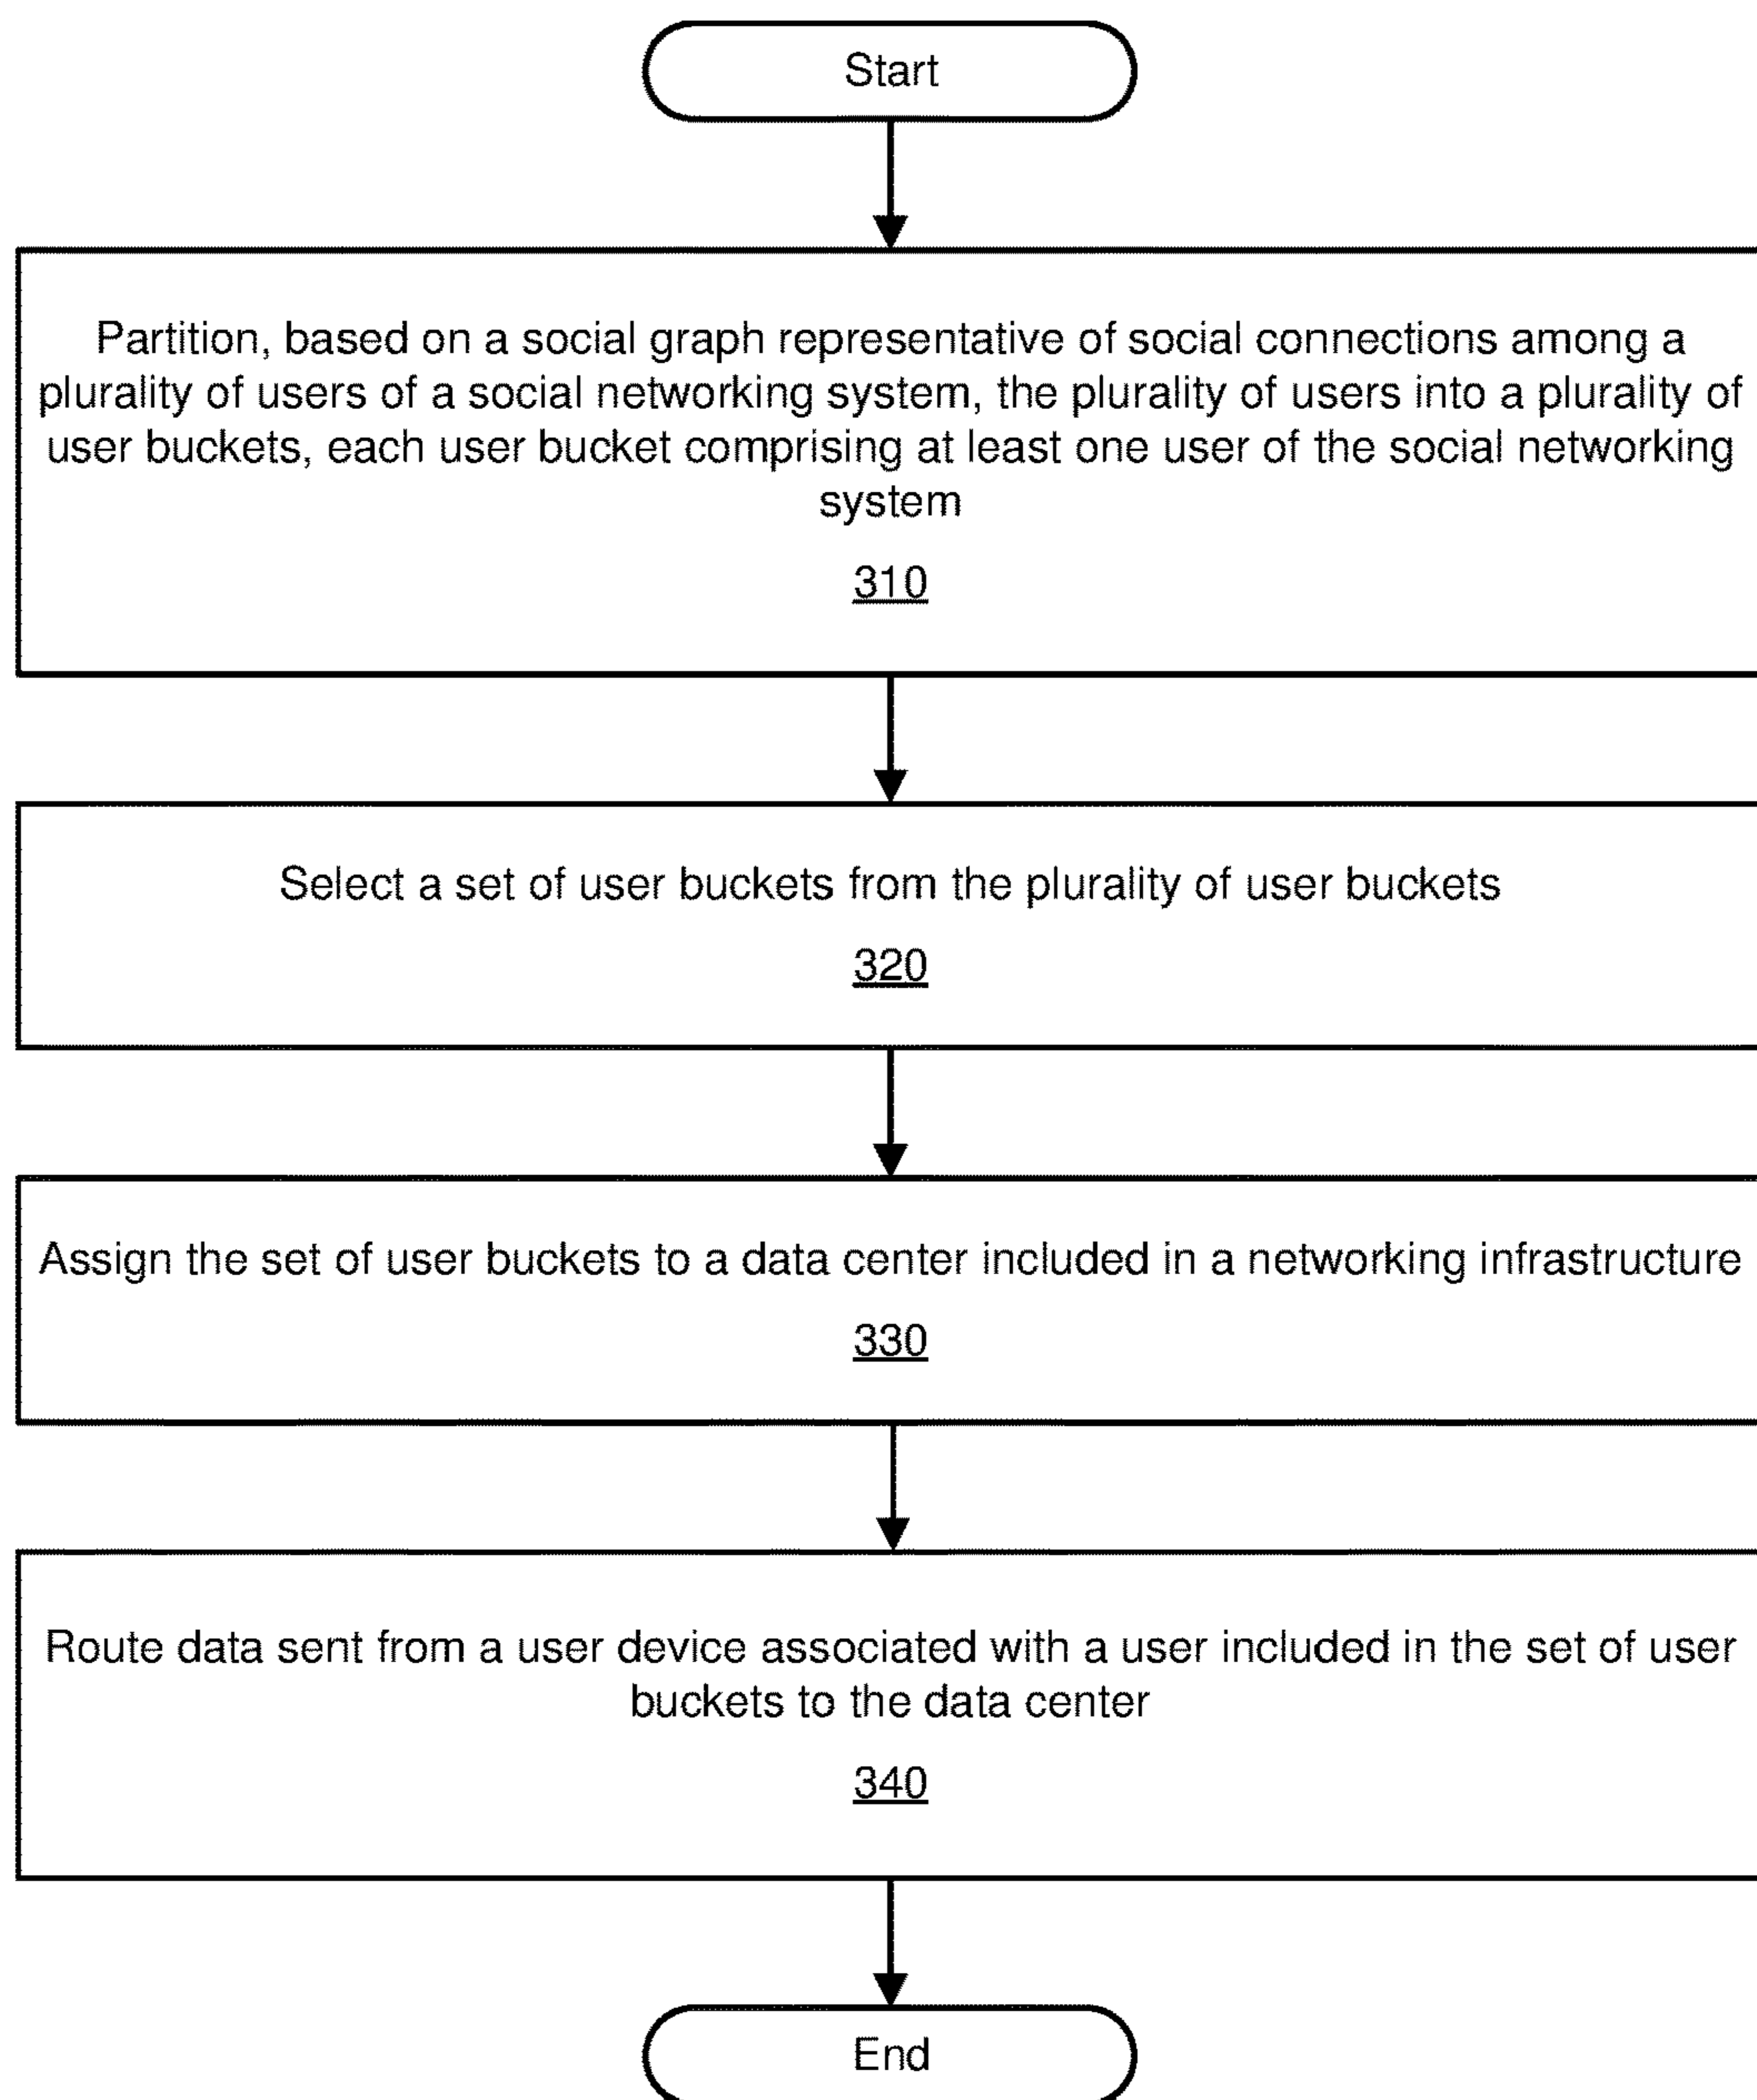 Start
Partition, based on a social graph representative of social connections among a
plurality of users of a social networking system, the plurality of users into a plurality of
user buckets, each user bucket comprising at least one user of the social networking
system
310
Select a set of user buckets from the plurality of user buckets
320
Assign the set of user buckets to a data center included in a networking infrastructure
330
Route data sent from a user device associated with a user included in the set of user
buckets to the data center
340
End